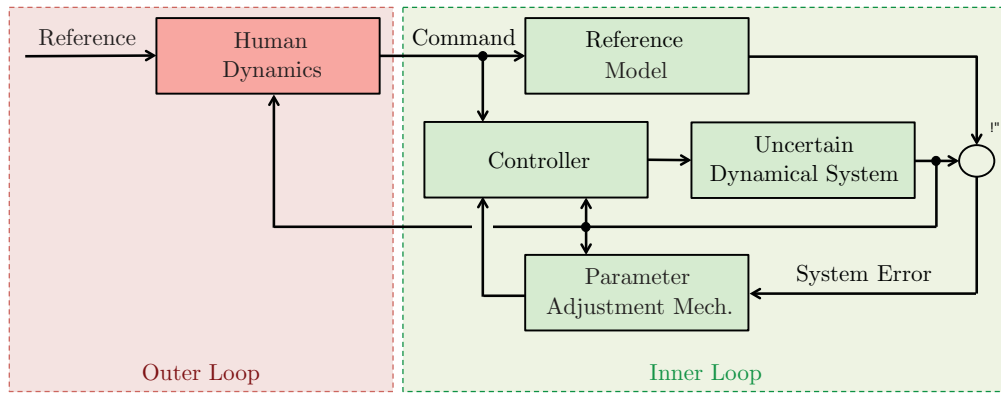 Reference
Human
Dynamics
Command
Reference
Model
!"
Controller
Uncertain
Dynamical System
Parameter
Adjustment Mech.
System Error
Outer Loop
Inner Loop